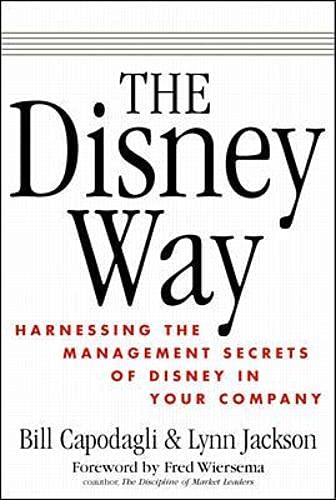 THE
Disney
Way
HARNESSING THE
MANAGEMENT SECRETS
OF DISNEY IN
YOUR COMPANY
Bill Capodagli & Lynn Jackson
Foreword by Fred Wiersema
coauthor, The Discipline of Market Leaders